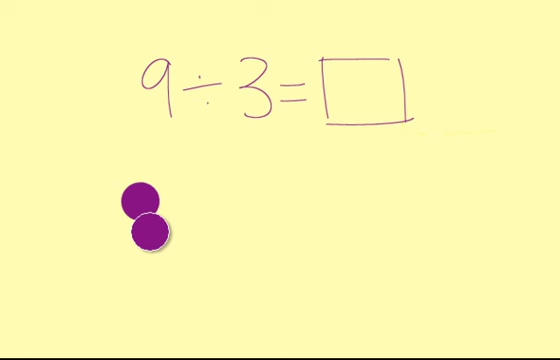 9 ÷ 3 = □